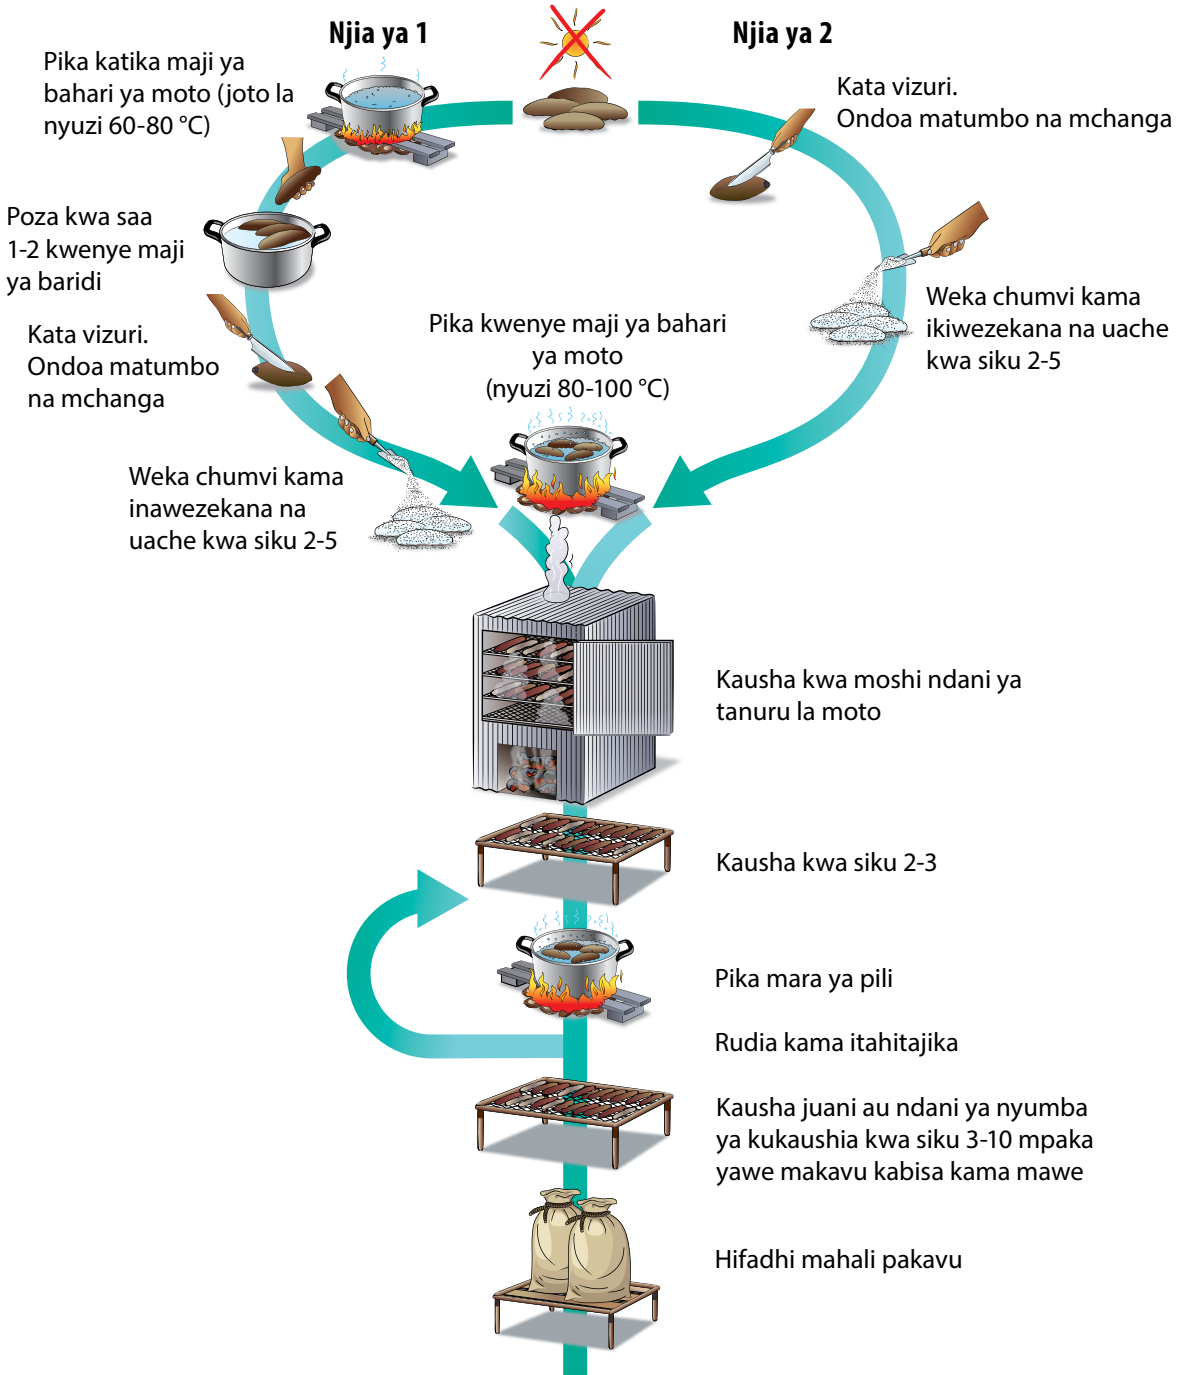 Njia ya 1
Pika katika maji ya
bahari ya moto (joto la
nyuzi 60-80 °C)
Poza kwa saa
1-2 kwenye maji
ya baridi
Kata vizuri.
Ondoa matumbo
na mchanga
Weka chumvi kama
inawezekana na
uache kwa siku 2-5
Njia ya 2
Kata vizuri.
Ondoa matumbo na mchanga
Weka chumvi kama
ikiwezekana na uache
kwa siku 2-5
Pika kwenye maji ya bahari
ya moto
(nyuzi 80-100 °C)
Kausha kwa moshi ndani ya
tanuru la moto
Kausha kwa siku 2-3
Pika mara ya pili
Rudia kama itahitajika
Kausha juani au ndani ya nyumba
ya kukaushia kwa siku 3-10 mpaka
yawe makavu kabisa kama mawe
Hifadhi mahali pakavu